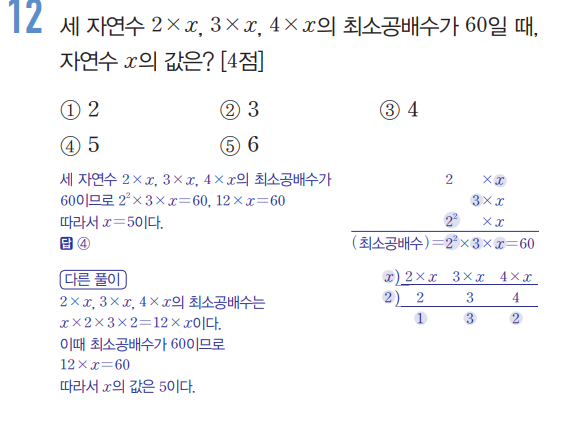 12 세 자연수 2×x, 3×x, 4×x의 최소공배수가 60일 때,
자연수 x의 값은? [4점]
① 2 ② 3 ③ 4
④ 5 ⑤ 6
세 자연수 2×x, 3×x, 4×x의 최소공배수가
60이므로 2²×3×x=60, 12×x=60
따라서 x=5이다.
답 ④
2 ×x
3×x
2² ×x
(최소공배수)=2²×3×x=60
다른 풀이
2×x, 3×x, 4×x의 최소공배수는
x×2×3×2=12×x이다.
이때 최소공배수가 60이므로
12×x=60
따라서 x의 값은 5이다.
x) 2×x 3×x 4×x
2) 2 3 4
1 3 2